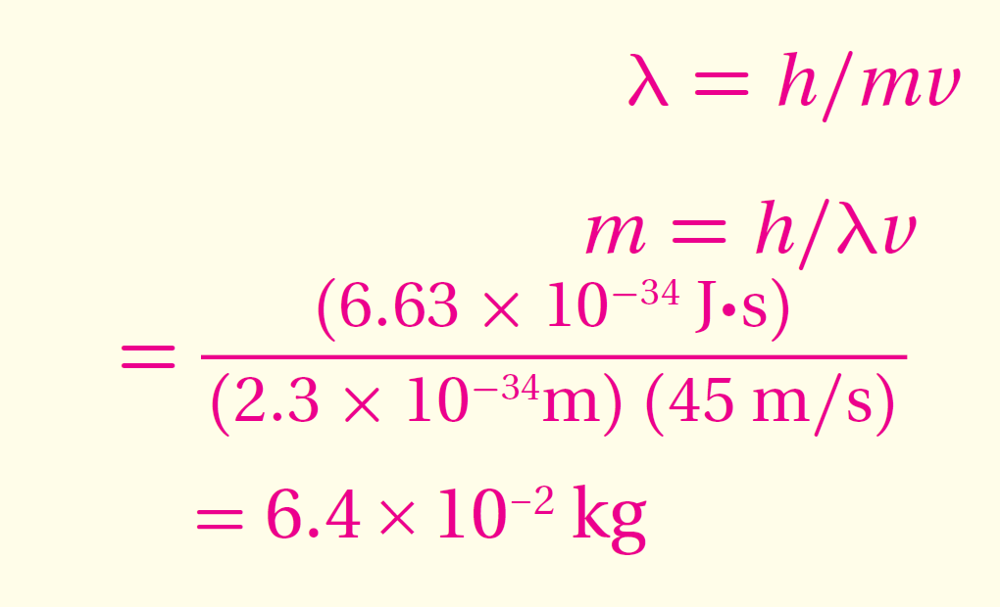 λ = h/mv
m = h/λv
(6.63 × 10⁻³⁴ J•s)
=
(2.3 × 10⁻³⁴m) (45 m/s)
= 6.4 × 10⁻² kg